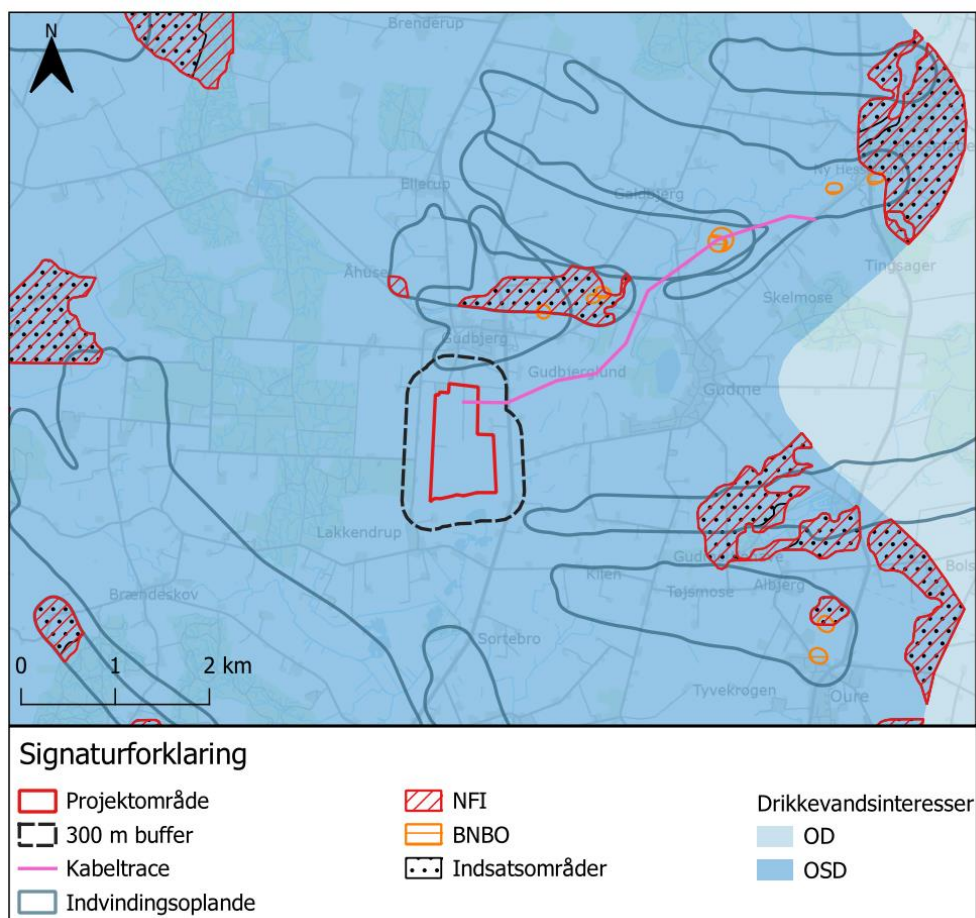 N
Brenderup
Ellerup
Galdbjerg
Ny Hess
Åhuse
Tingsager
Skelmose
Gudbjerg
Gudbjerglund
Gudme
Lakkendrup
Brændeskov
Kilen
Tøjsmose
Albjerg
Bols
Sortebro
0 1 2 km
Tyvekrogen
Oure
Signaturforklaring
Projektområde
300 m buffer
Kabeltrace
Indvindingsoplande
NFI
BNBO
Indsatsområder
Drikkevandsinteresser
OD
OSD